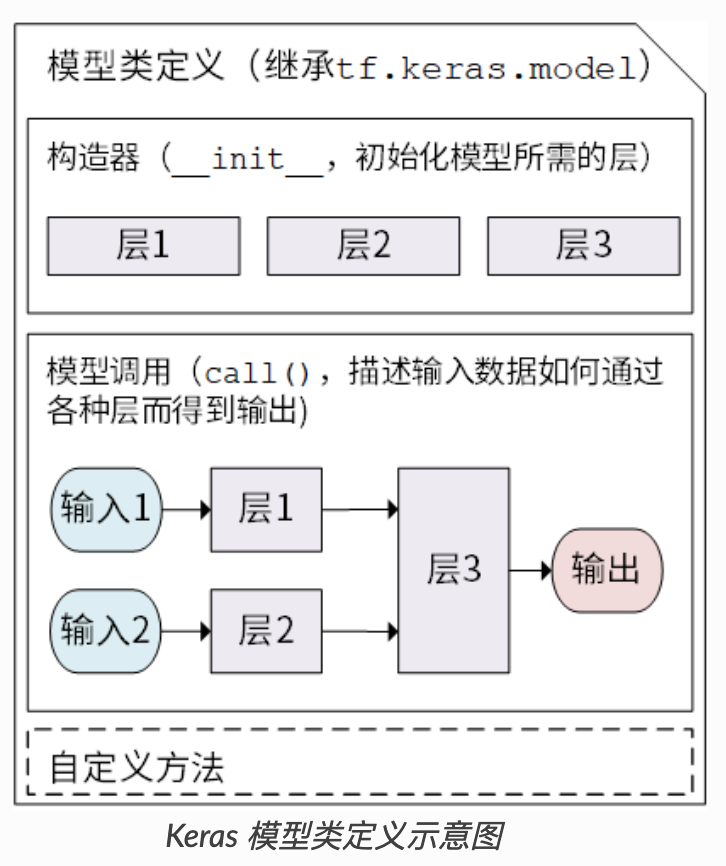 模型类定义（继承tf.keras.model）
构造器（__init__，初始化模型所需的层）
层1
层2
层3
模型调用（call()，描述输入数据如何通过
各种层而得到输出)
输入1
层1
输入2
层2
层3
输出
自定义方法
Keras 模型类定义示意图